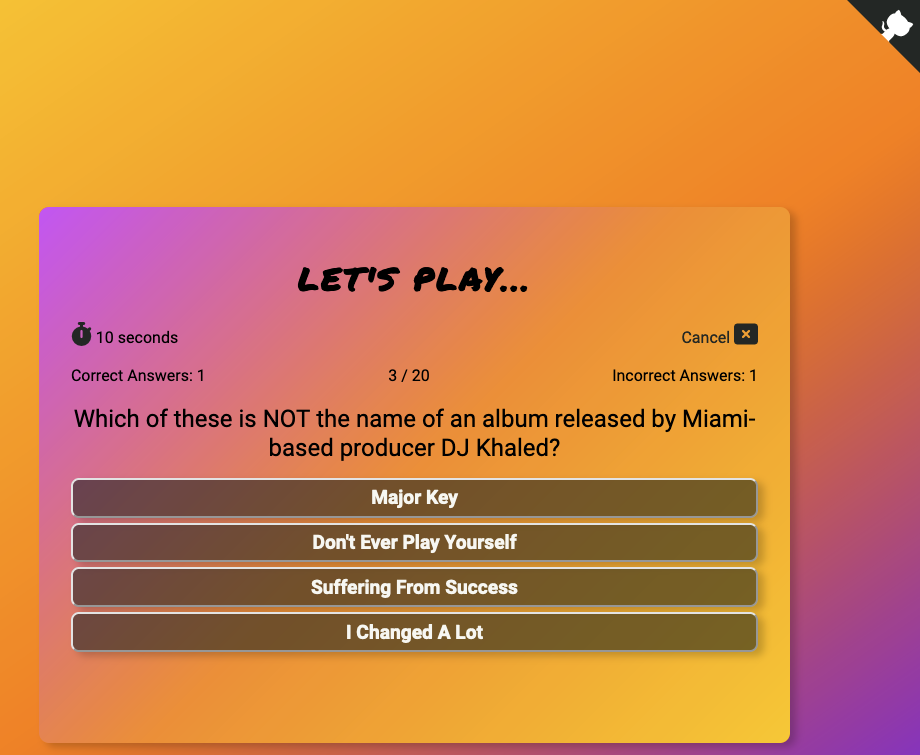 LET'S PLAY...
10 seconds
Cancel
Correct Answers: 1
3 / 20
Incorrect Answers: 1
Which of these is NOT the name of an album released by Miami-
based producer DJ Khaled?
Major Key
Don't Ever Play Yourself
Suffering From Success
I Changed A Lot